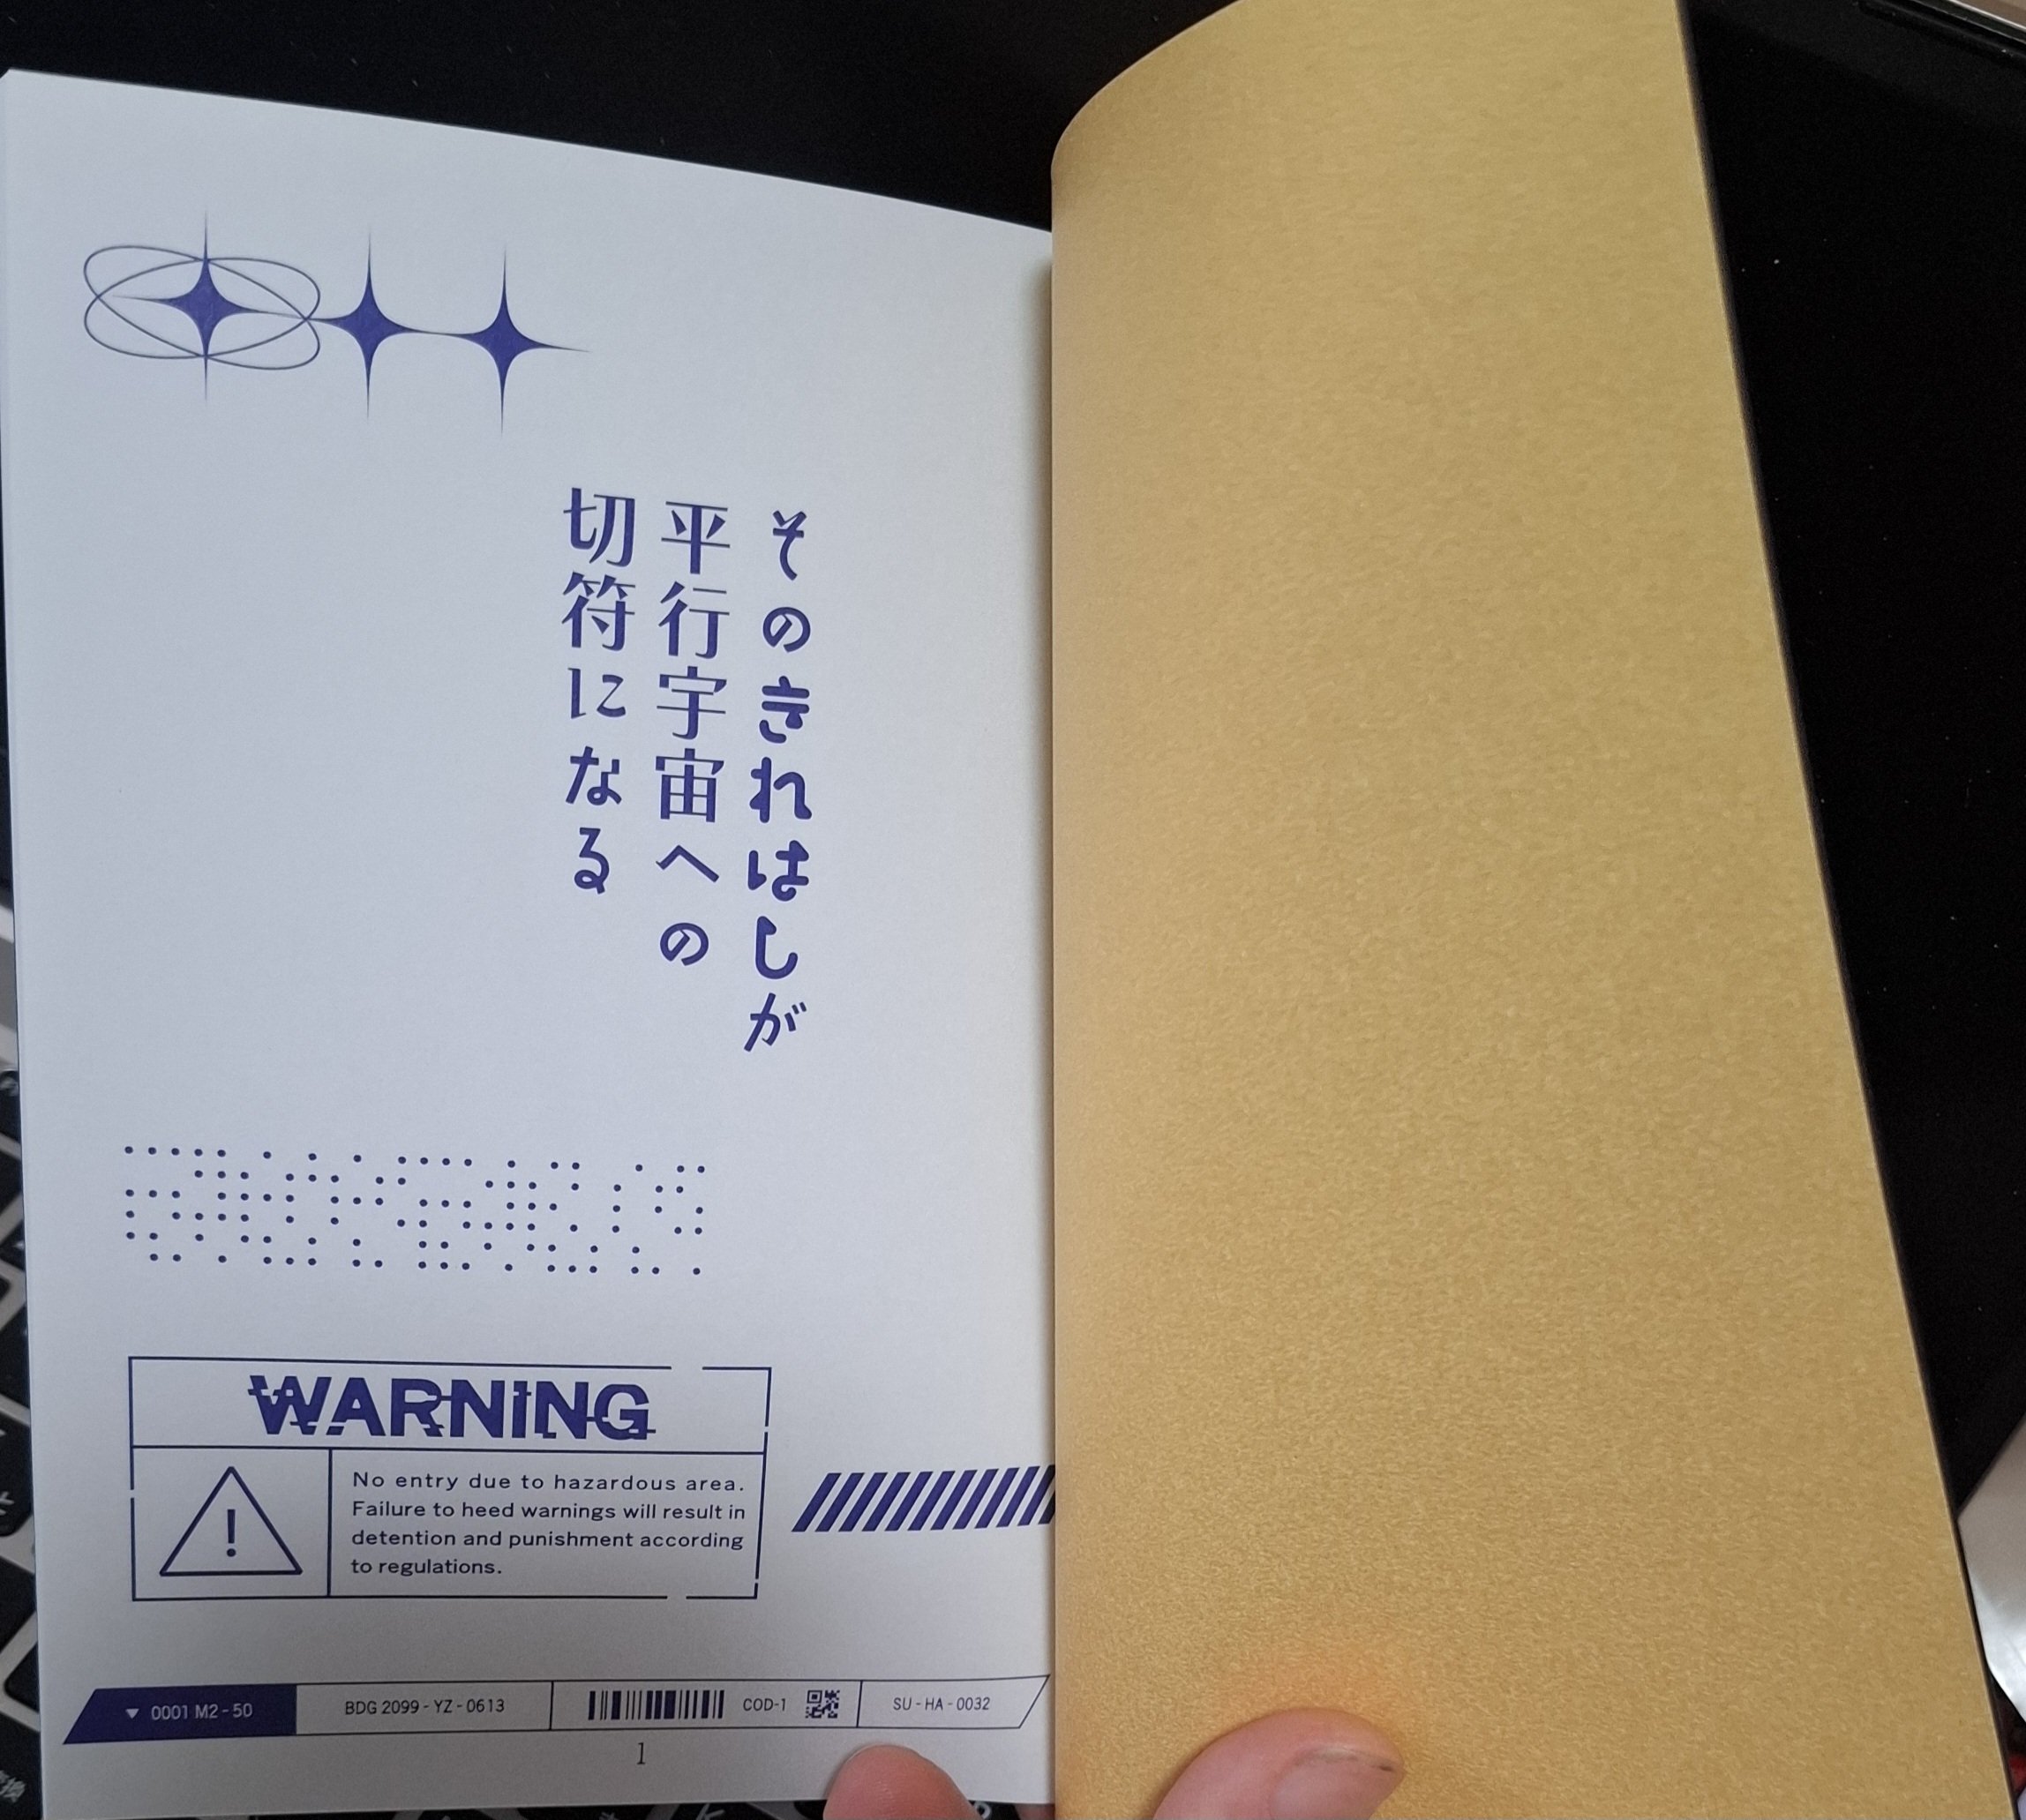 そのきれはしが
平行宇宙への
切符になる
WARNING
No entry due to hazardous area.
Failure to heed warnings will result in
detention and punishment according
to regulations.
▼ 0001 M2-50
BDG 2099-YZ-0613
COD-1
SU-HA-0032
1